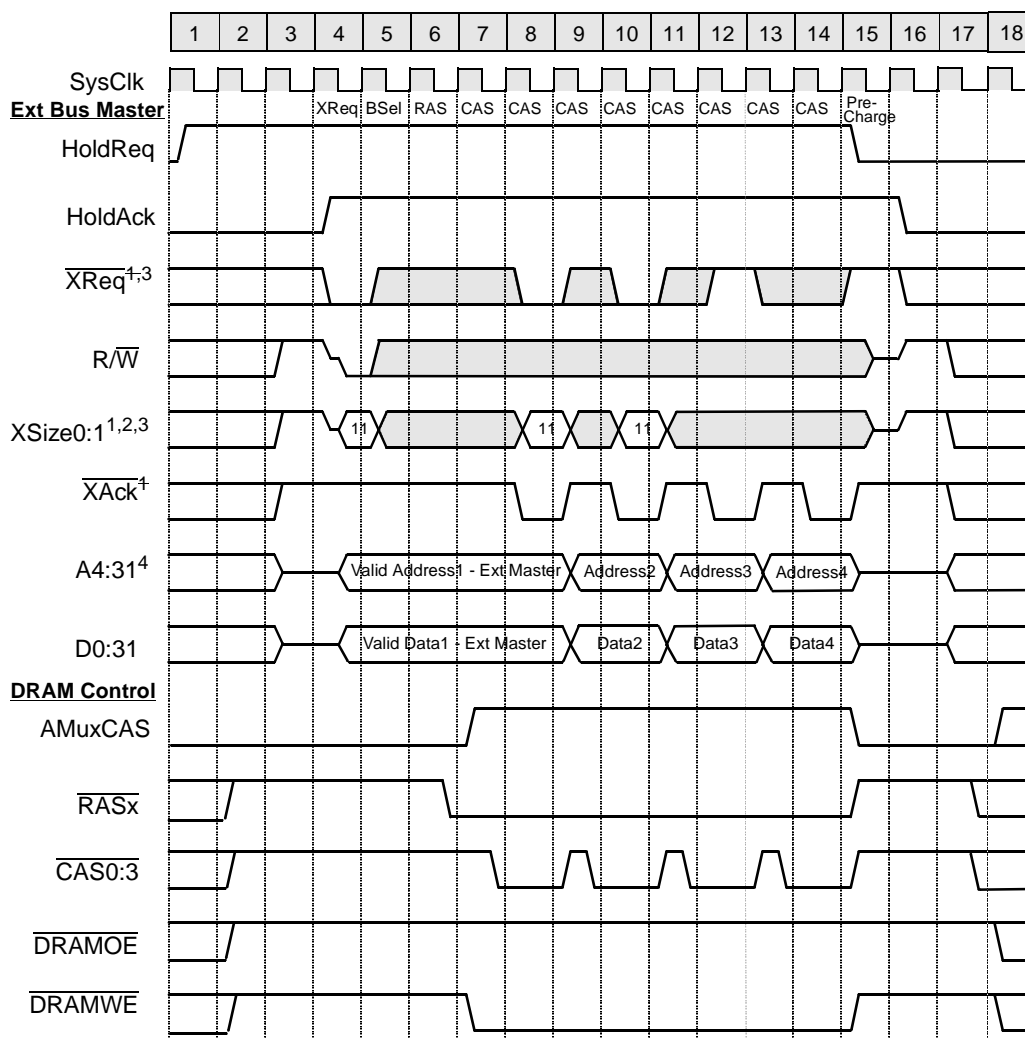 1 2 3 4 5 6 7 8 9 10 11 12 13 14 15 16 17 18
SysClk
Ext Bus Master
XReq BSel RAS CAS CAS CAS CAS CAS CAS CAS CAS Pre-
Charge
HoldReq
HoldAck
XReq1,3
R/W
XSize0:11,2,3
11 11 11
XAck1
A4:314
Valid Address1 - Ext Master Address2 Address3 Address4
D0:31
Valid Data1 - Ext Master Data2 Data3 Data4
DRAM Control
AMuxCAS
RASx
CAS0:3
DRAMOE
DRAMWE